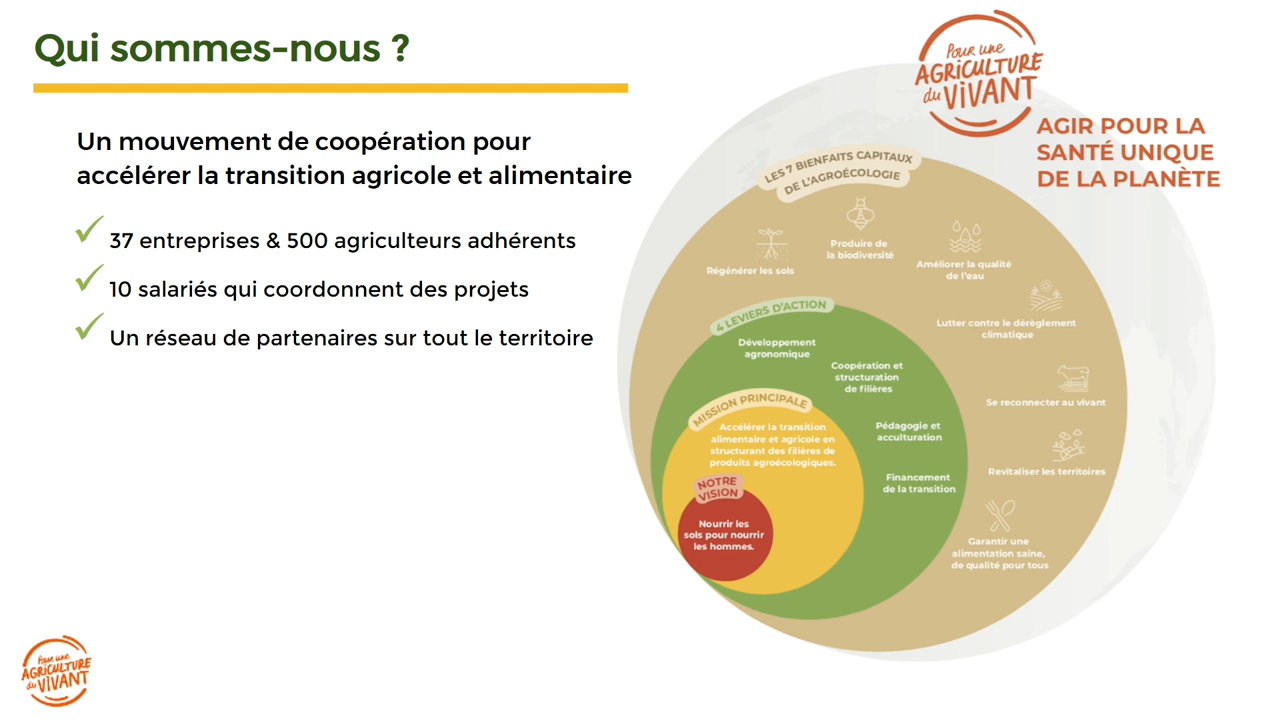 Qui sommes-nous ?
Un mouvement de coopération pour
accélérer la transition agricole et alimentaire
37 entreprises & 500 agriculteurs adhérents
10 salariés qui coordonnent des projets
Un réseau de partenaires sur tout le territoire
Pour une
AGRICULTURE
du VIVANT
AGIR POUR LA
SANTÉ UNIQUE
DE LA PLANÈTE
LES 7 BIENFAITS CAPITAUX
DE L'AGROÉCOLOGIE
Régénérer les sols
Produire de
la biodiversité
Améliorer la qualité
de l'eau
Lutter contre le dérèglement
climatique
Se reconnecter au vivant
Revitaliser les territoires
Garantir une
alimentation saine,
de qualité pour tous
4 LEVIERS D'ACTION
Développement
agronomique
Coopération et
structuration
de filières
Pédagogie et
acculturation
Financement
de la transition
MISSION PRINCIPALE
Accélérer la transition
alimentaire et agricole en
structurant des filières de
produits agroécologiques.
NOTRE
VISION
Nourrir les
sols pour nourrir
les hommes.
Pour une
AGRICULTURE
du VIVANT